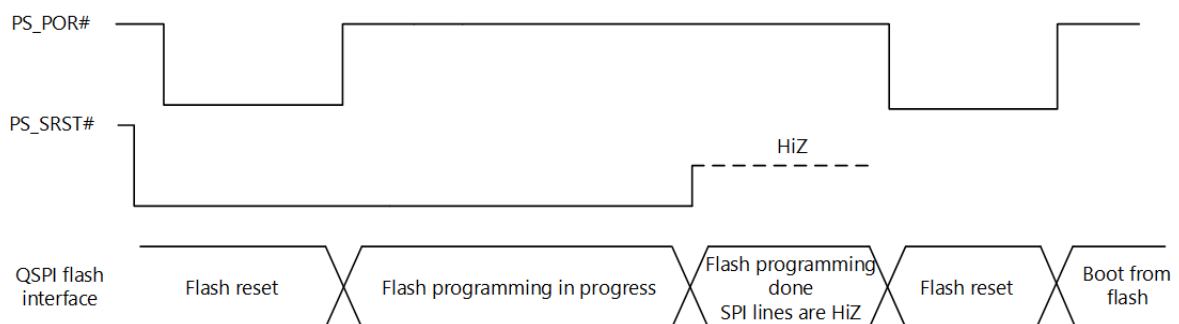 PS_POR#
PS_SRST#
HiZ
QSPI flash
interface
Flash reset
Flash programming in progress
Flash programming
done
SPI lines are HiZ
Flash reset
Boot from
flash